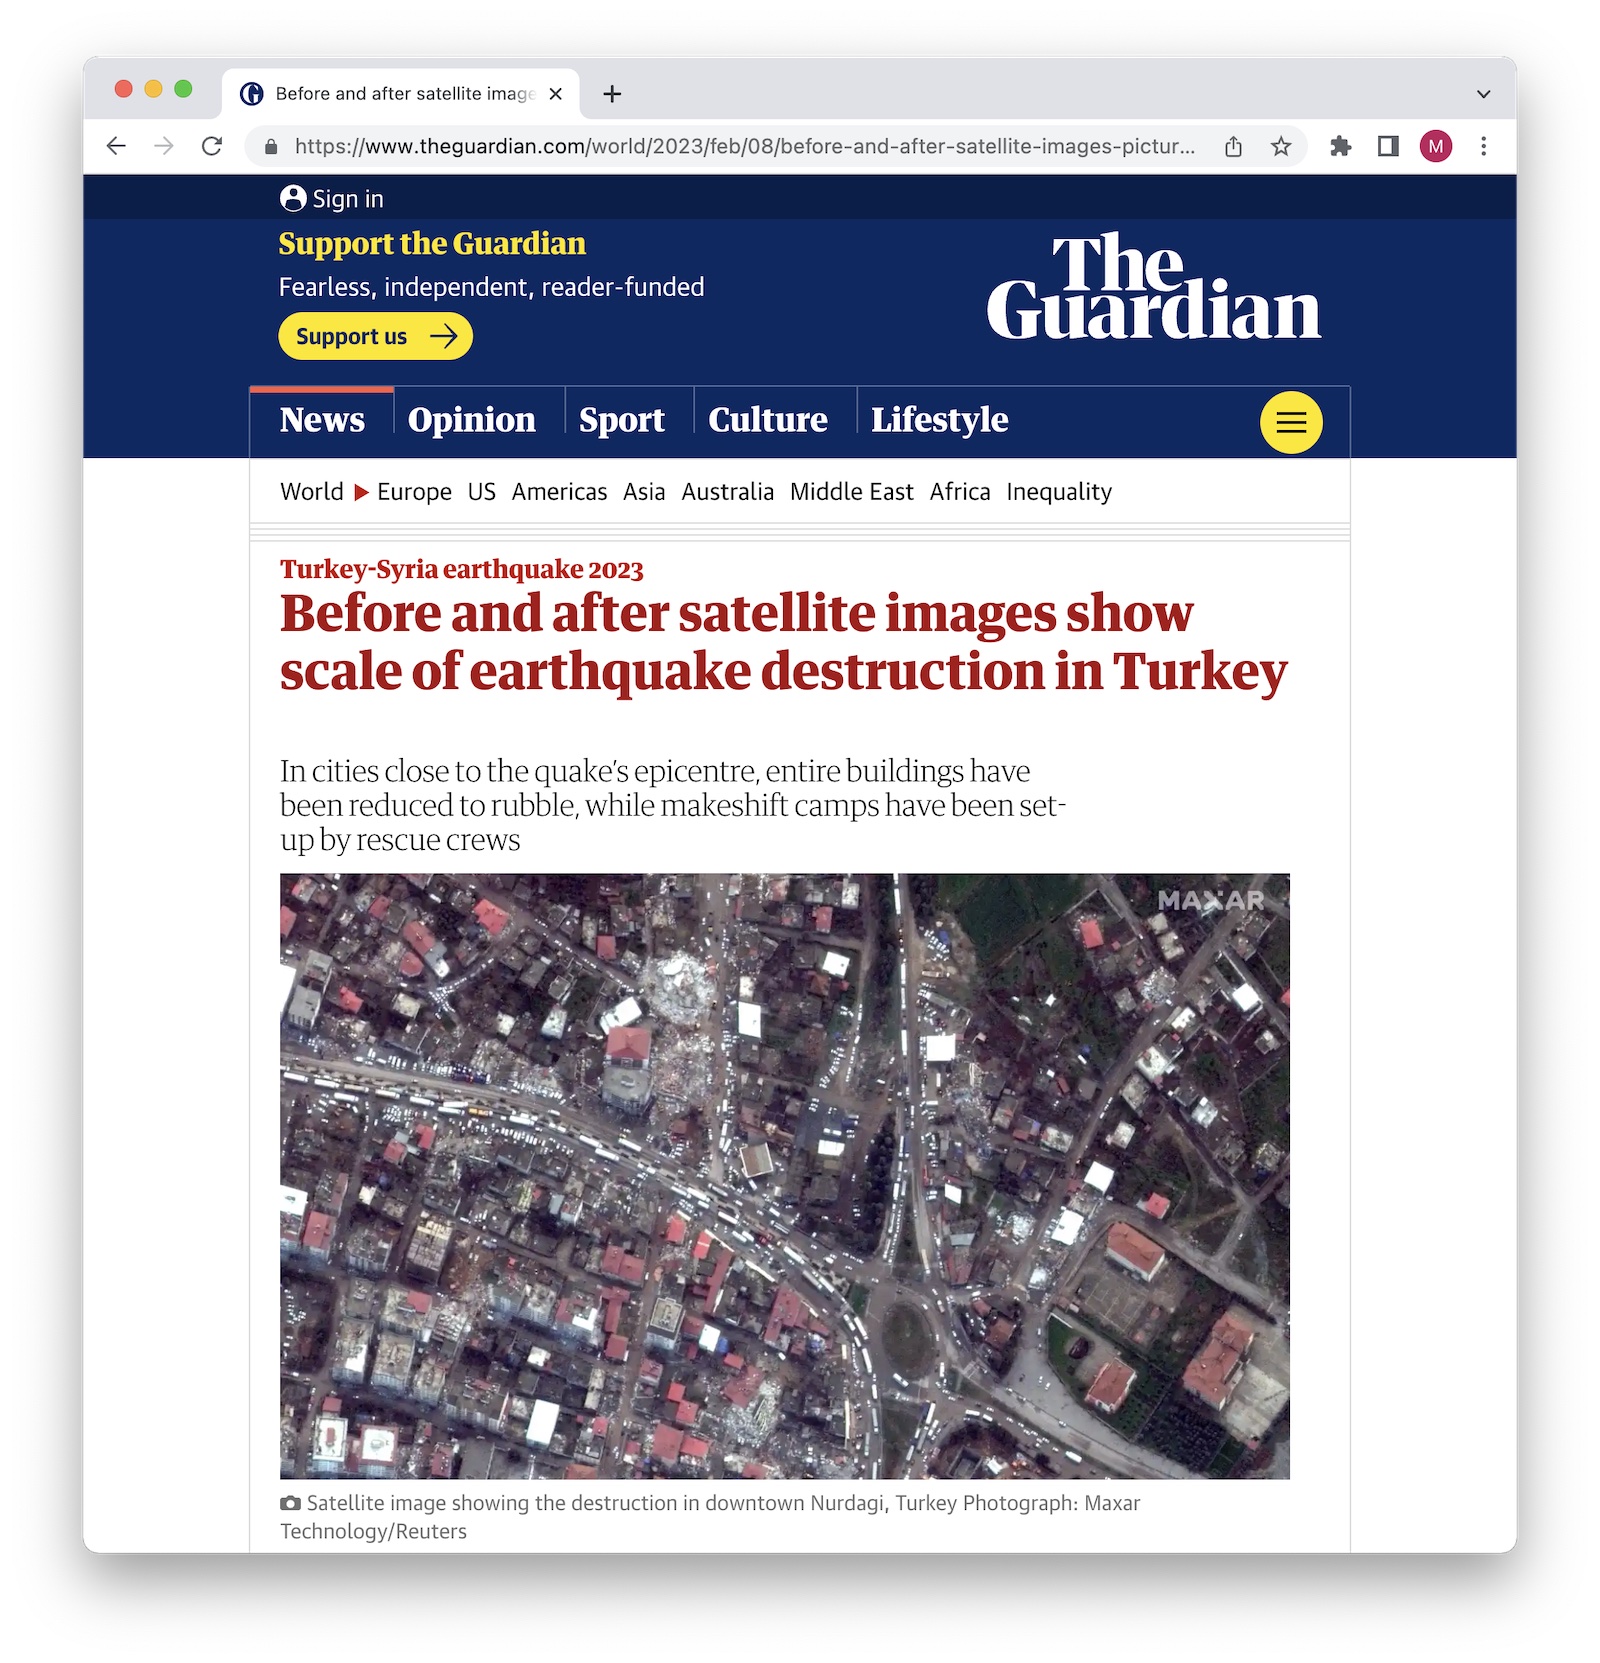 Before and after satellite image
https://www.theguardian.com/world/2023/feb/08/before-and-after-satellite-images-pictur...
M
Sign in
Support the Guardian
Fearless, independent, reader-funded
Support us
The
Guardian
News Opinion Sport Culture Lifestyle
World Europe US Americas Asia Australia Middle East Africa Inequality
Turkey-Syria earthquake 2023
Before and after satellite images show
scale of earthquake destruction in Turkey
In cities close to the quake’s epicentre, entire buildings have
been reduced to rubble, while makeshift camps have been set-
up by rescue crews
MAXAR
Satellite image showing the destruction in downtown Nurdagi, Turkey Photograph: Maxar
Technology/Reuters